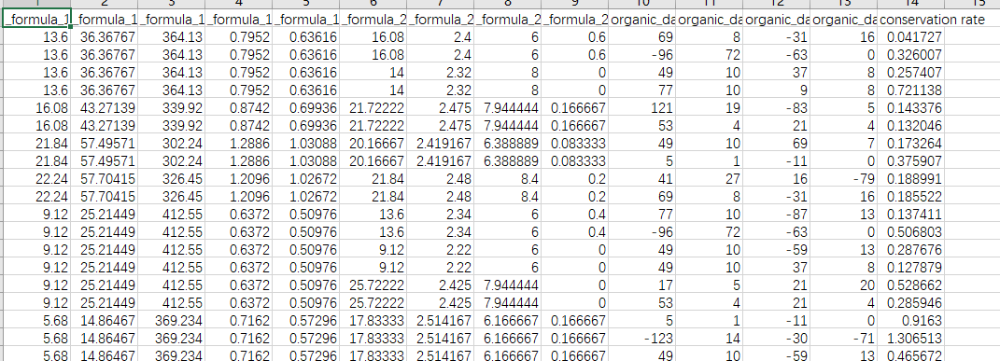 1 2 3 4 5 6 7 8 9 10 11 12 13 14 15
_formula_1 _formula_1 _formula_1 _formula_1 _formula_1 _formula_2 _formula_2 _formula_2 _formula_2 organic_da organic_da organic_da organic_da conservation rate
13.6 36.36767 364.13 0.7952 0.63616 16.08 2.4 6 0.6 69 8 -31 16 0.041727
13.6 36.36767 364.13 0.7952 0.63616 16.08 2.4 6 0.6 -96 72 -63 0 0.326007
13.6 36.36767 364.13 0.7952 0.63616 14 2.32 8 0 49 10 37 8 0.257407
13.6 36.36767 364.13 0.7952 0.63616 14 2.32 8 0 77 10 9 8 0.721138
16.08 43.27139 339.92 0.8742 0.69936 21.72222 2.475 7.944444 0.166667 121 19 -83 5 0.143376
16.08 43.27139 339.92 0.8742 0.69936 21.72222 2.475 7.944444 0.166667 53 4 21 4 0.132046
21.84 57.49571 302.24 1.2886 1.03088 20.16667 2.419167 6.388889 0.083333 49 10 69 7 0.173264
21.84 57.49571 302.24 1.2886 1.03088 20.16667 2.419167 6.388889 0.083333 5 1 -11 0 0.375907
22.24 57.70415 326.45 1.2096 1.02672 21.84 2.48 8.4 0.2 41 27 16 -79 0.188991
22.24 57.70415 326.45 1.2096 1.02672 21.84 2.48 8.4 0.2 69 8 -31 16 0.185522
9.12 25.21449 412.55 0.6372 0.50976 13.6 2.34 6 0.4 77 10 -87 13 0.137411
9.12 25.21449 412.55 0.6372 0.50976 13.6 2.34 6 0.4 -96 72 -63 0 0.506803
9.12 25.21449 412.55 0.6372 0.50976 9.12 2.22 6 0 49 10 -59 13 0.287676
9.12 25.21449 412.55 0.6372 0.50976 9.12 2.22 6 0 49 10 37 8 0.127879
9.12 25.21449 412.55 0.6372 0.50976 25.72222 2.425 7.944444 0 17 5 21 20 0.528662
9.12 25.21449 412.55 0.6372 0.50976 25.72222 2.425 7.944444 0 53 4 21 4 0.285946
5.68 14.86467 369.234 0.7162 0.57296 17.83333 2.514167 6.166667 0.166667 5 1 -11 0 0.9163
5.68 14.86467 369.234 0.7162 0.57296 17.83333 2.514167 6.166667 0.166667 -123 14 -30 -71 1.306513
5.68 14.86467 369.234 0.7162 0.57296 17.83333 2.514167 6.166667 0.166667 49 10 -59 13 0.465672